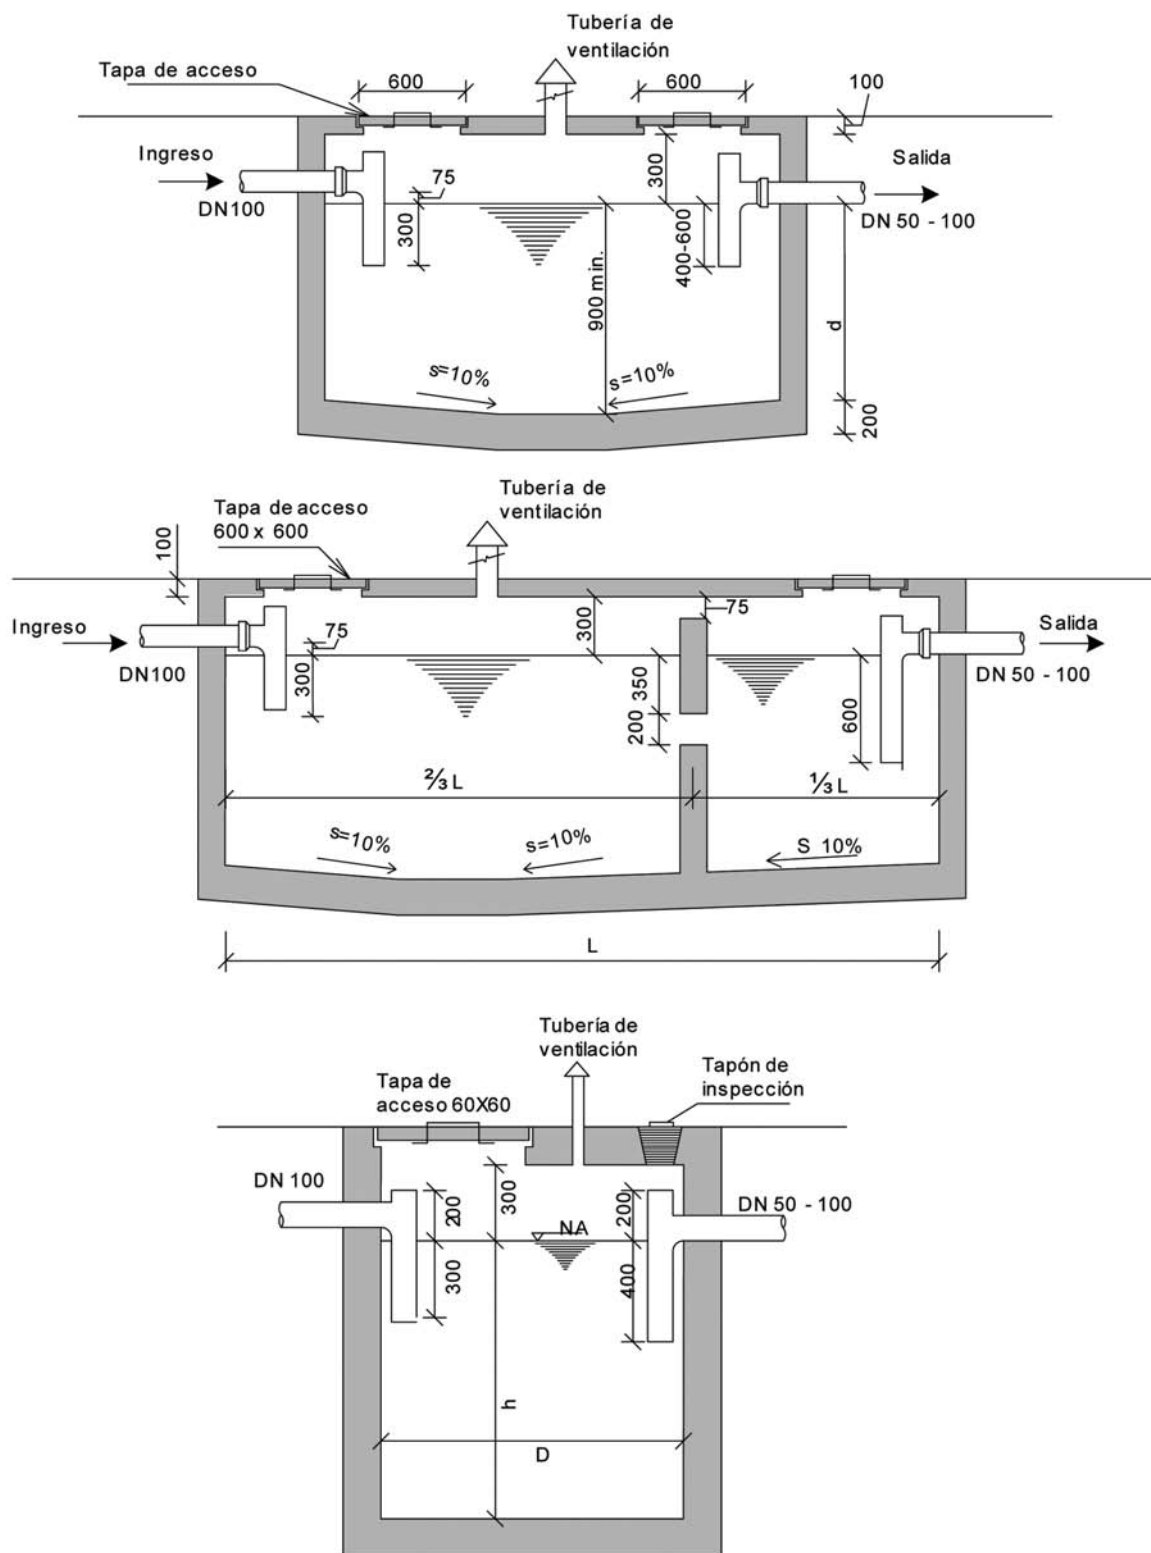 Tubería de
ventilación
Tapa de acceso
600
600
100
Ingreso
Salida
75
300
DN100
DN 50 - 100
300
400-600
900 min.
d
s=10%
s=10%
200
Tubería de
ventilación
Tapa de acceso
600 x 600
100
75
300
Ingreso
Salida
75
DN100
DN 50 - 100
300
350
200
600
⅔ L
⅓ L
s=10%
s=10%
S 10%
L
Tubería de
ventilación
Tapón de
inspección
Tapa de
acceso 60X60
DN 100
DN 50 - 100
200
300
200
NA
300
400
h
D